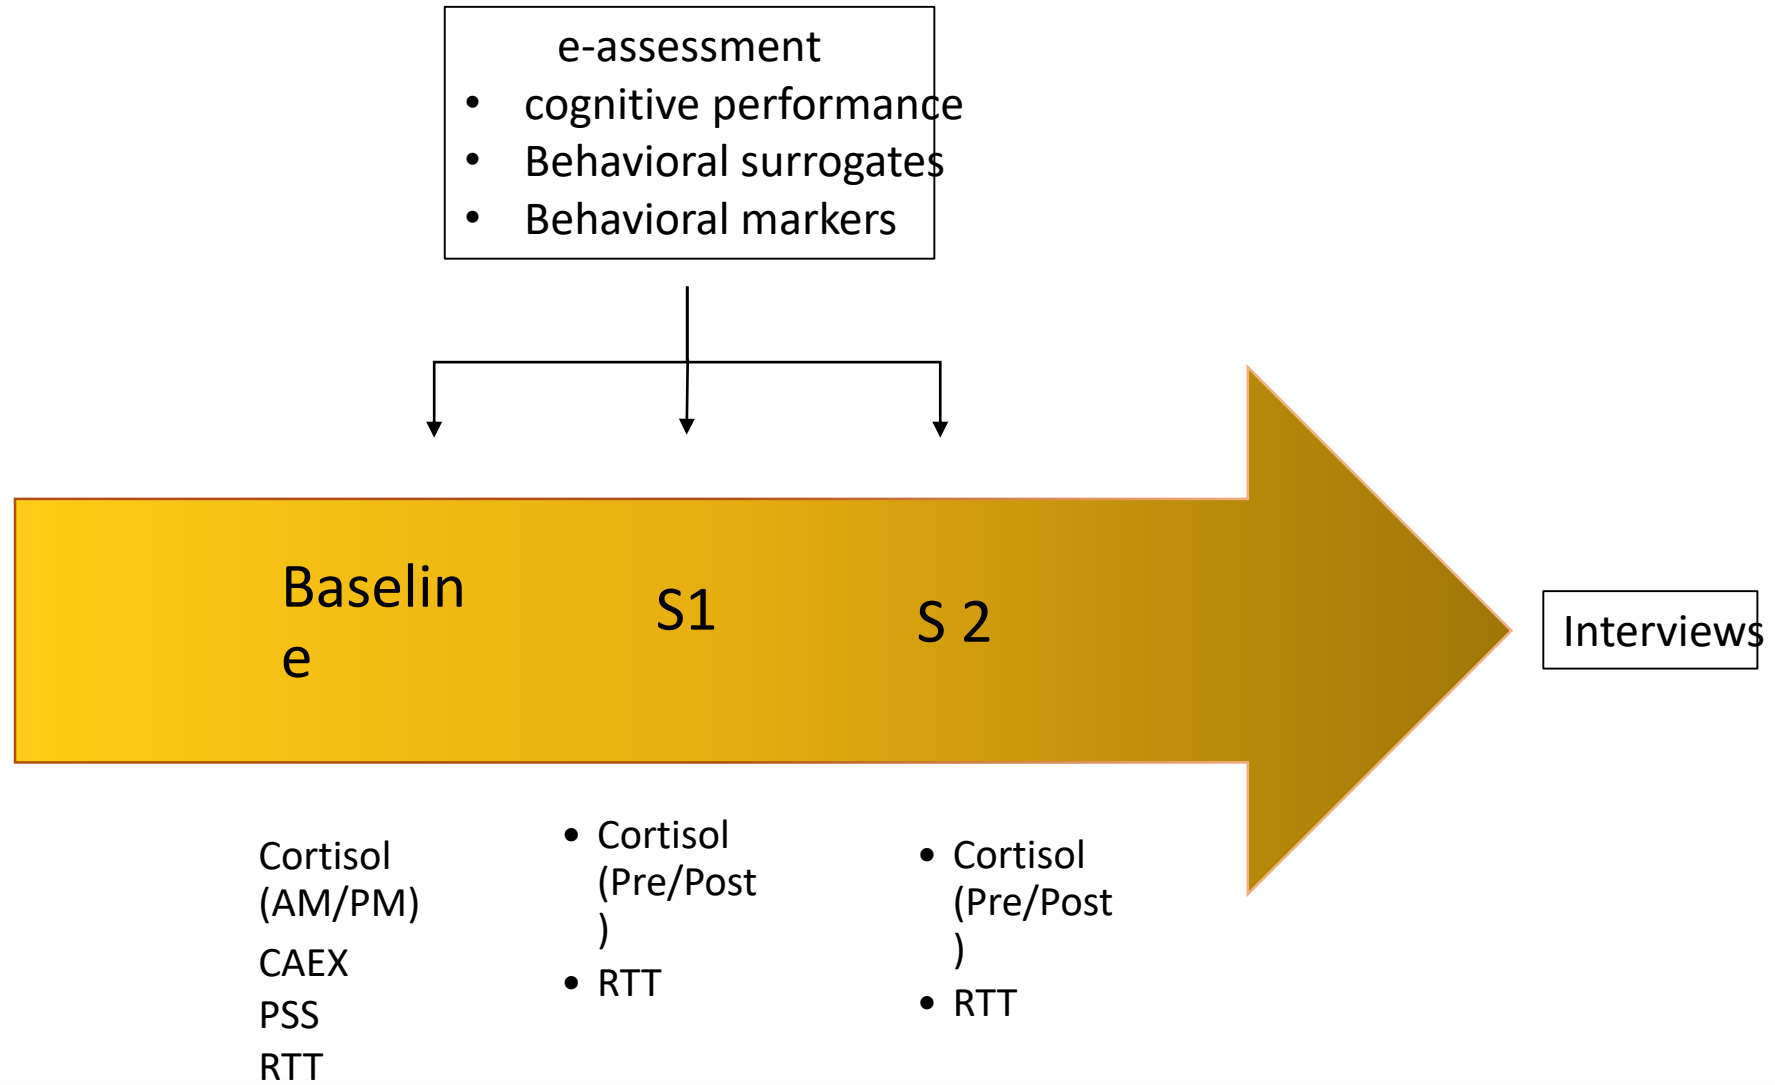 e-assessment
• cognitive performance
• Behavioral surrogates
• Behavioral markers
Baselin
e
S1
S 2
Interviews
Cortisol
(AM/PM)
CAEX
PSS
RTT
• Cortisol
(Pre/Post
)
• RTT
• Cortisol
(Pre/Post
)
• RTT